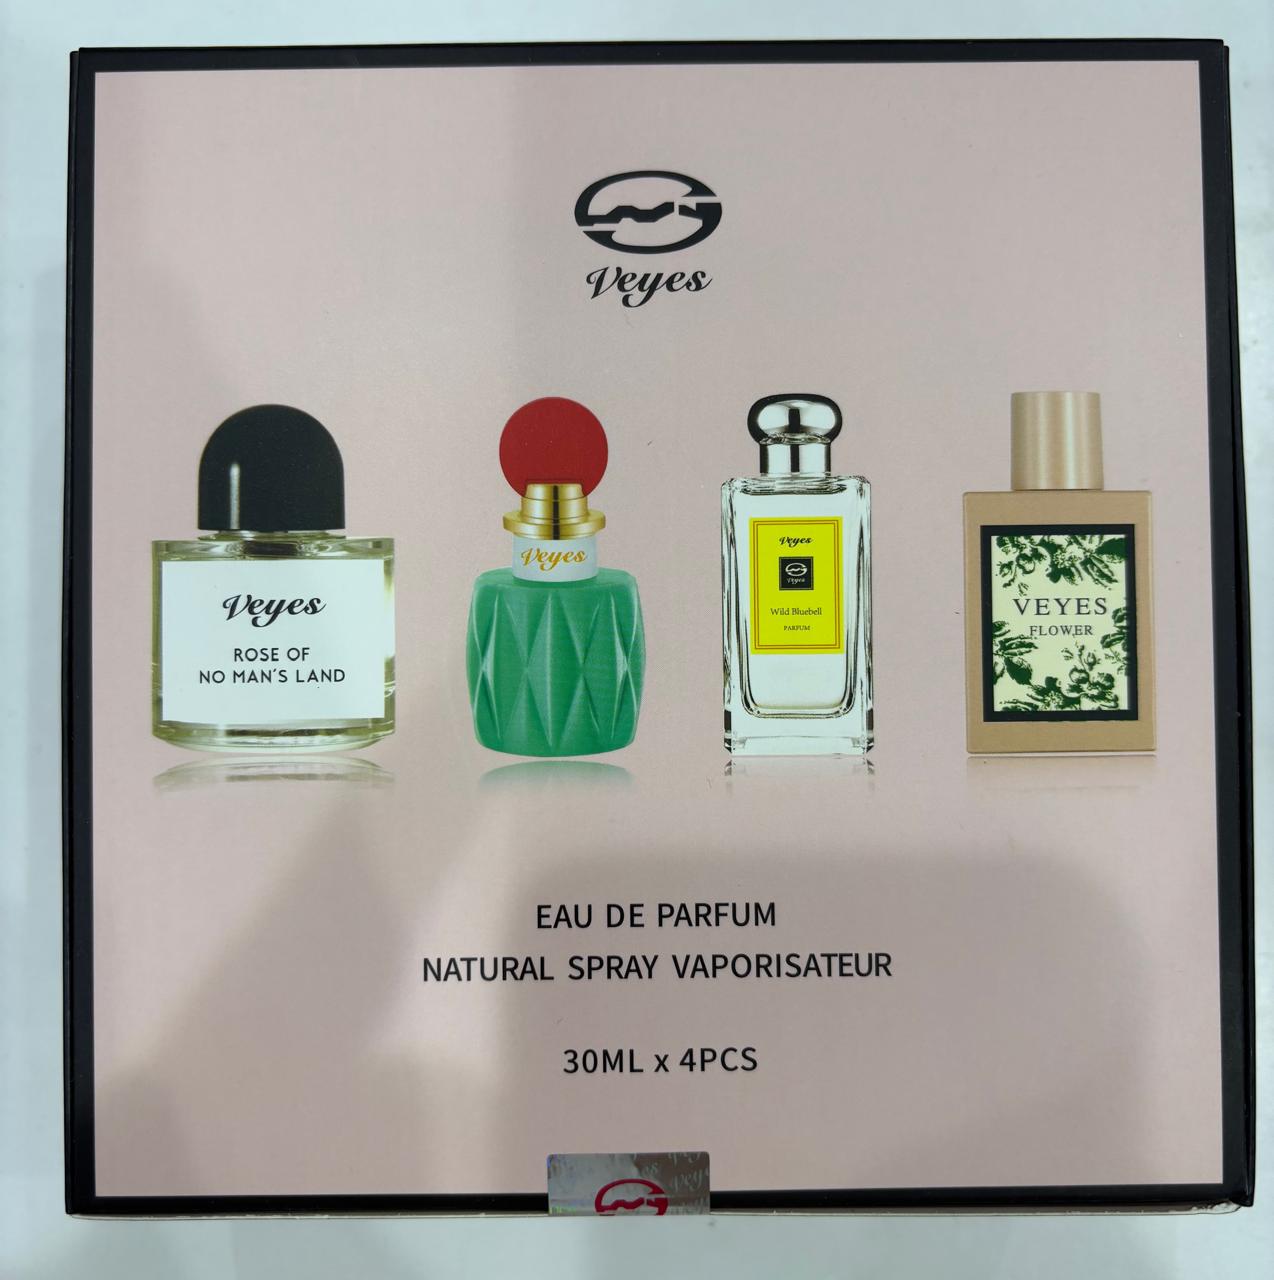 Veyes
Veyes
ROSE OF
NO MAN'S LAND
Veyes
Veyes
Veyes
Wild Bluebell
PARFUM
VEYES
FLOWER
EAU DE PARFUM
NATURAL SPRAY VAPORISATEUR
30ML x 4PCS